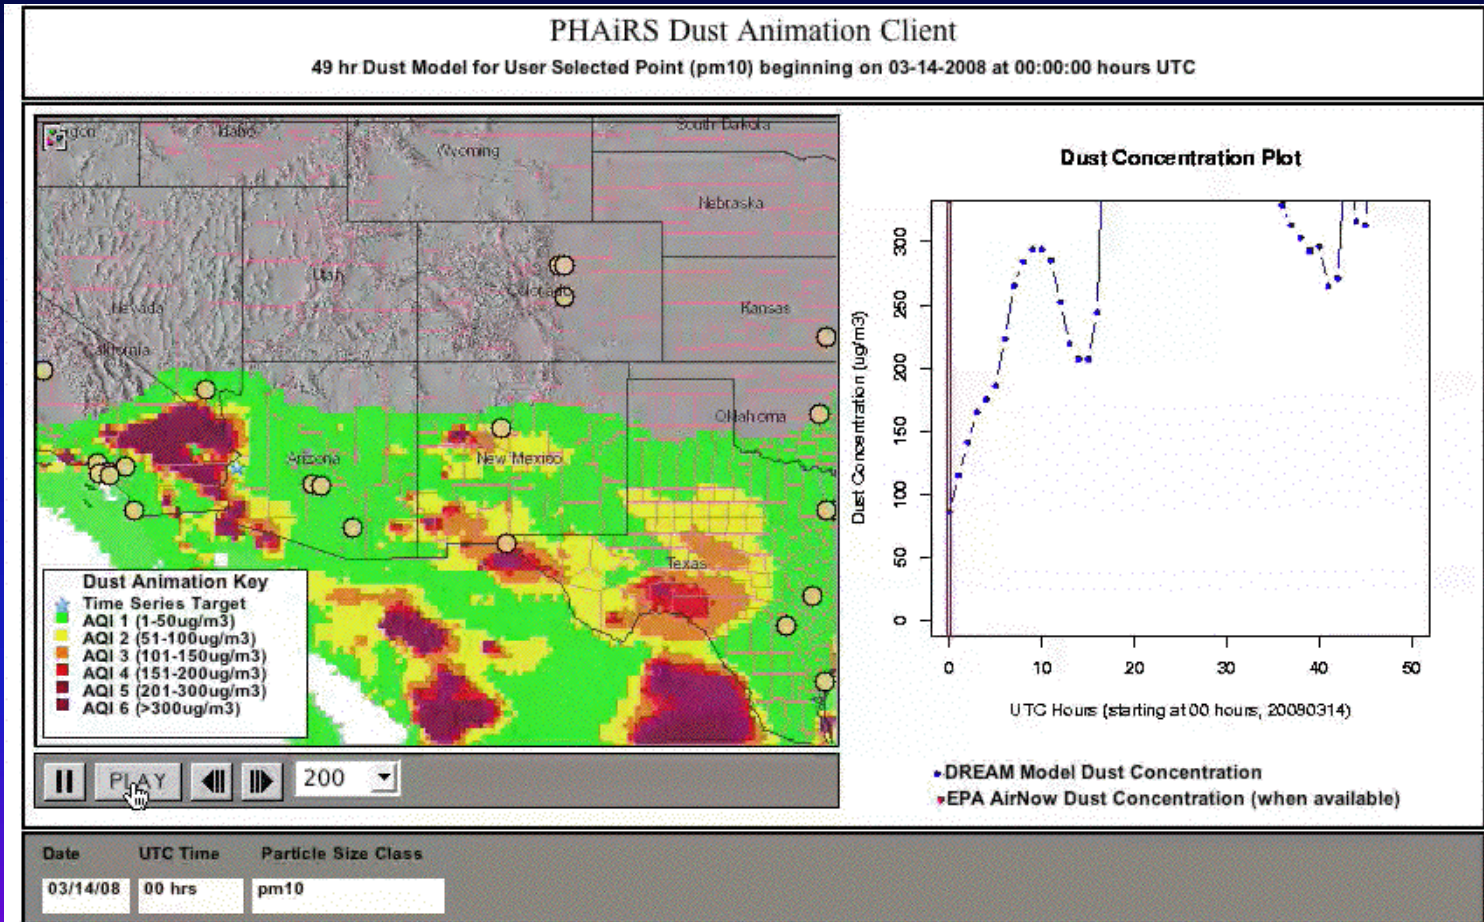 PHAiRS Dust Animation Client
49 hr Dust Model for User Selected Point (pm10) beginning on 03-14-2008 at 00:00:00 hours UTC
Idaho
South Dakota
Wyoming
Nebraska
Utah
Colorado
Nevada
Kansas
California
Oklahoma
Arizona
New Mexico
Texas
Dust Animation Key
Time Series Target
AQI 1 (1-50ug/m3)
AQI 2 (51-100ug/m3)
AQI 3 (101-150ug/m3)
AQI 4 (151-200ug/m3)
AQI 5 (201-300ug/m3)
AQI 6 (>300ug/m3)
PLAY
200
Dust Concentration Plot
Dust Concentration (ug/m3)
300
250
200
150
100
50
0
0 10 20 30 40 50
UTC Hours (starting at 00 hours, 20080314)
DREAM Model Dust Concentration
EPA AirNow Dust Concentration (when available)
Date UTC Time Particle Size Class
03/14/08 00 hrs pm10